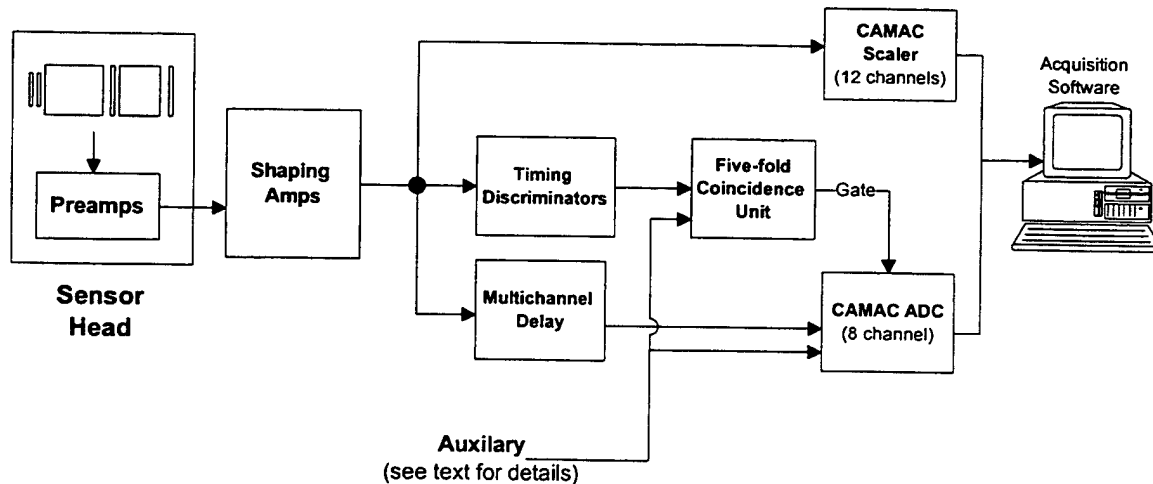 Preamps
Sensor
Head
Shaping
Amps
CAMAC
Scaler
(12 channels)
Timing
Discriminators
Five-fold
Coincidence
Unit
Gate
Multichannel
Delay
CAMAC ADC
(8 channel)
Acquisition
Software
Auxilary
(see text for details)